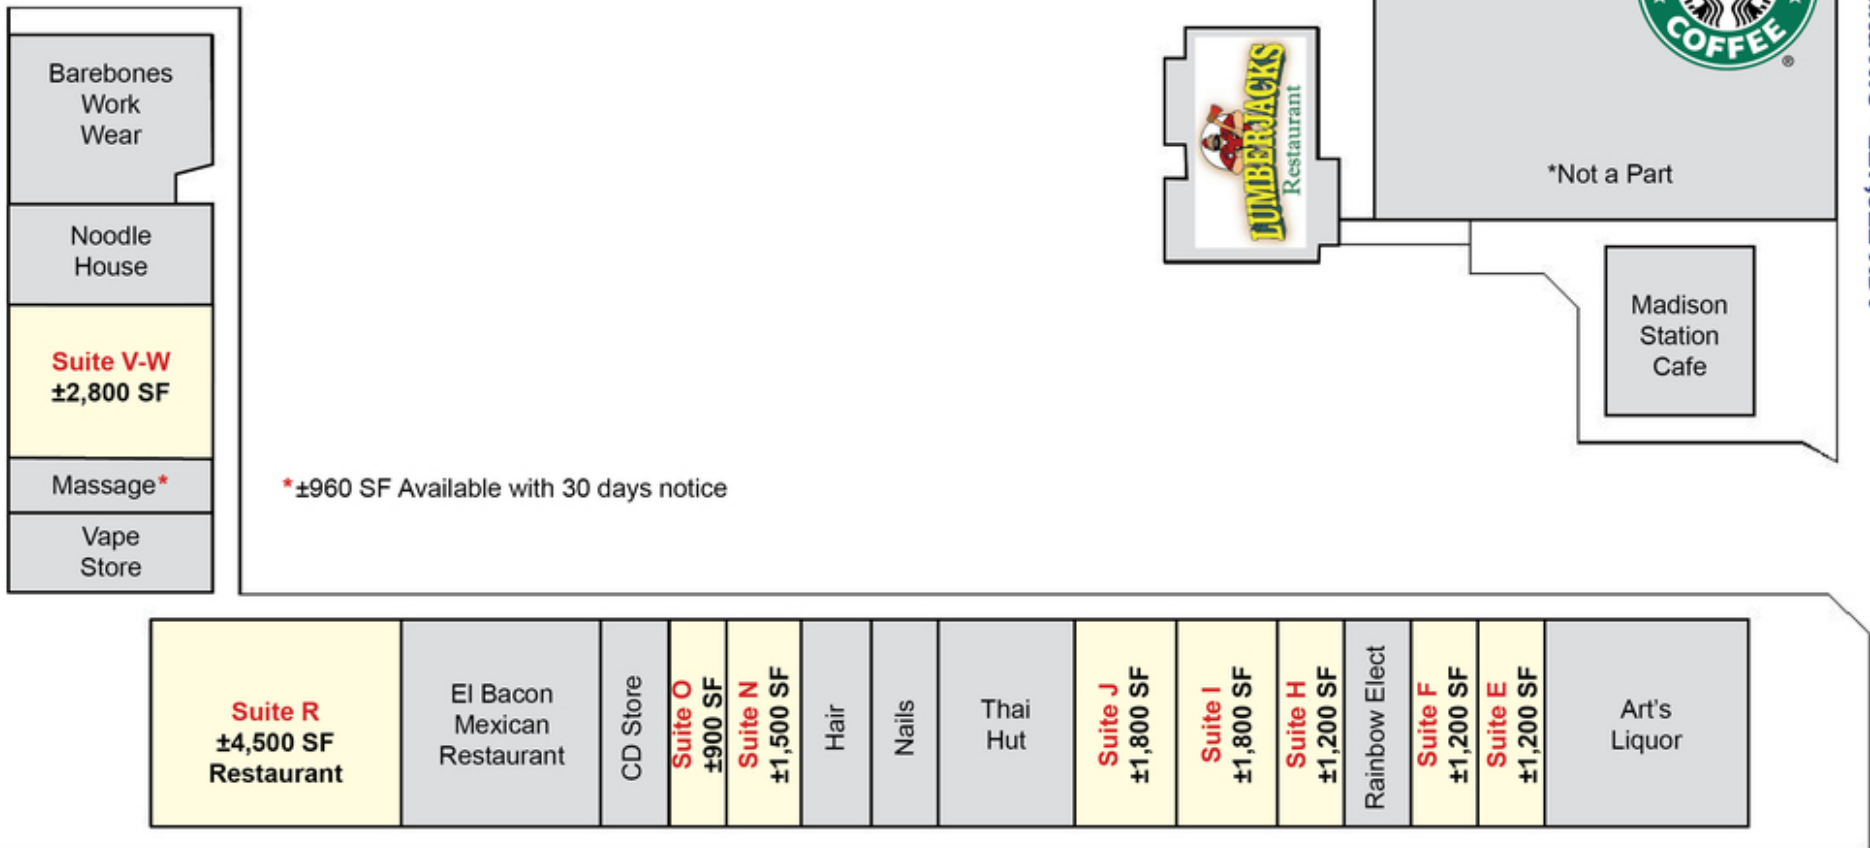 COFFEE
®
Barebones
Work
Wear
LUMBERJACKS
Restaurant
*Not a Part
Noodle
House
Madison
Station
Cafe
Suite V-W
±2,800 SF
Massage*
*±960 SF Available with 30 days notice
Vape
Store
Suite R
±4,500 SF
Restaurant
El Bacon
Mexican
Restaurant
CD Store
Suite O
±900 SF
Suite N
±1,500 SF
Hair
Nails
Thai
Hut
Suite J
±1,800 SF
Suite I
±1,800 SF
Suite H
±1,200 SF
Rainbow Elect
Suite F
±1,200 SF
Suite E
±1,200 SF
Art's
Liquor